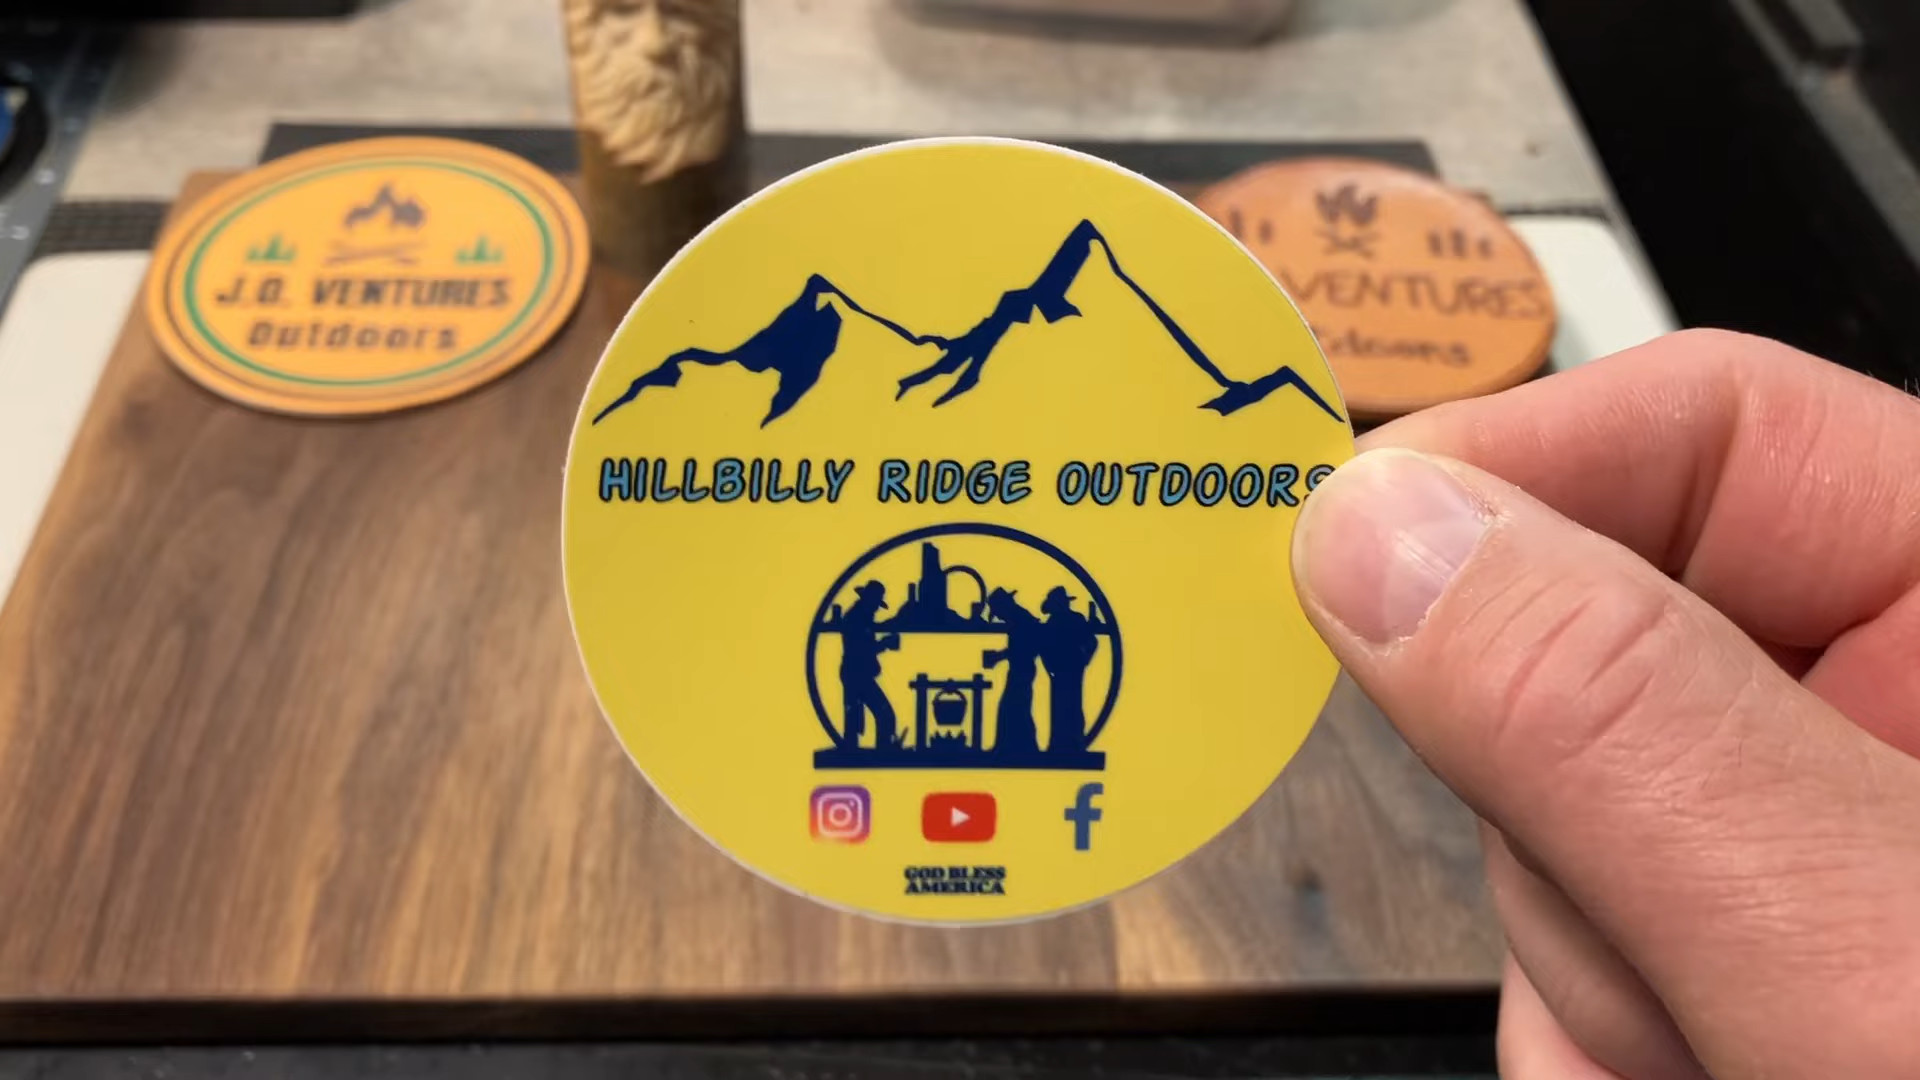 J.O. VENTURES
Outdoors
VENTURES
HILLBILLY RIDGE OUTDOORS
GOD BLESS
AMERICA